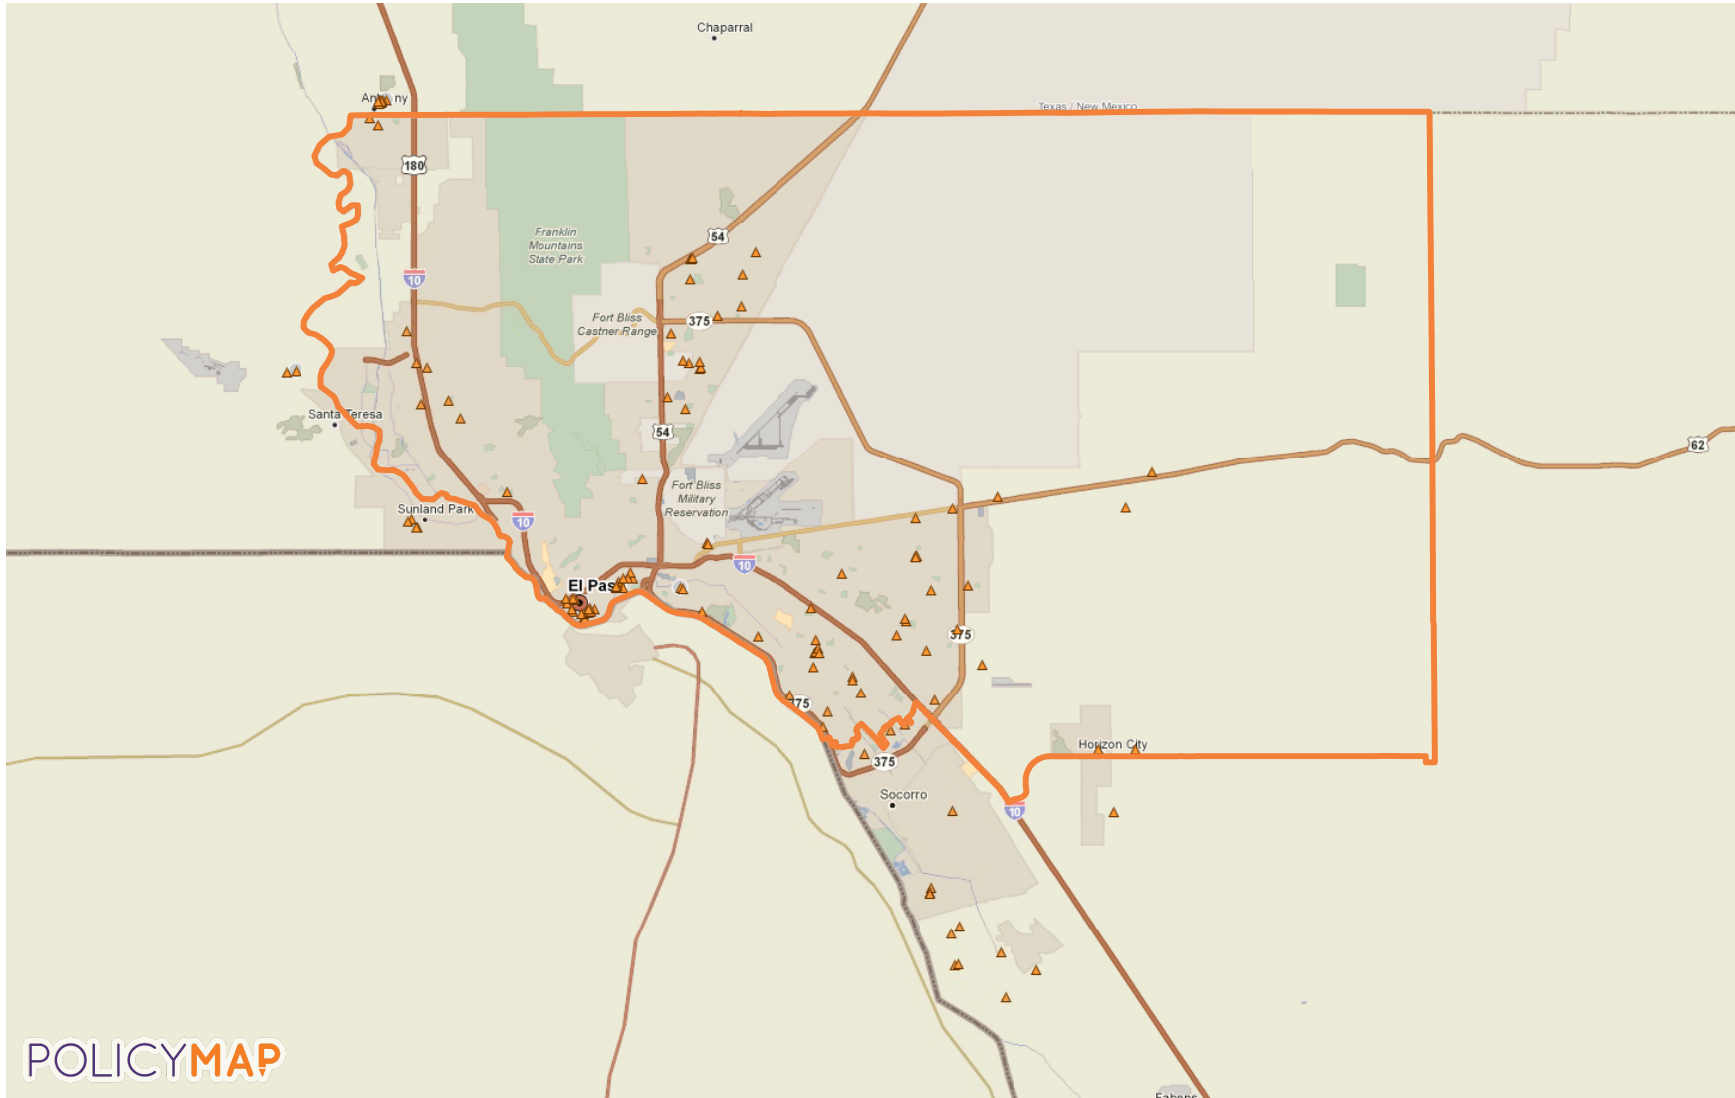 Chaparral
Texas / New Mexico
180
54
Franklin
Mountains
State Park
10
Fort Bliss
Castner Range
375
Santa Teresa
54
62
Fort Bliss
Military
Reservation
Sunland Park
10
10
El Pas
375
375
Horizon City
375
Socorro
10
POLICYMAP